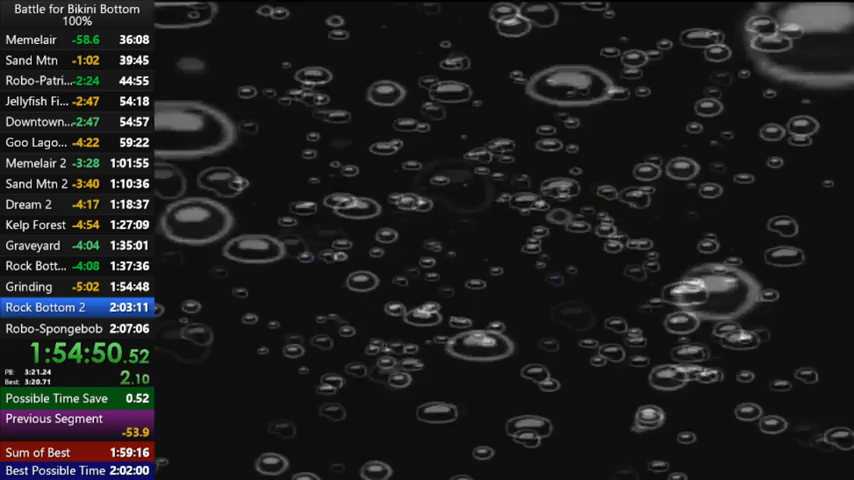 Battle for Bikini Bottom
100%
Memelair -58.6 36:08
Sand Mtn -1:02 39:45
Robo-Patri... -2:24 44:55
Jellyfish Fi... -2:47 54:18
Downtown... -2:47 54:57
Goo Lago... -4:22 59:22
Memelair 2 -3:28 1:01:55
Sand Mtn 2 -3:40 1:10:36
Dream 2 -4:17 1:18:37
Kelp Forest -4:54 1:27:09
Graveyard -4:04 1:35:01
Rock Bott... -4:08 1:37:36
Grinding -5:02 1:54:48
Rock Bottom 2 2:03:11
Robo-Spongebob 2:07:06
1:54:50.52
PB: 3:21.24
Best: 3:20.71
2.10
Possible Time Save 0.52
Previous Segment
-53.9
Sum of Best 1:59:16
Best Possible Time 2:02:00